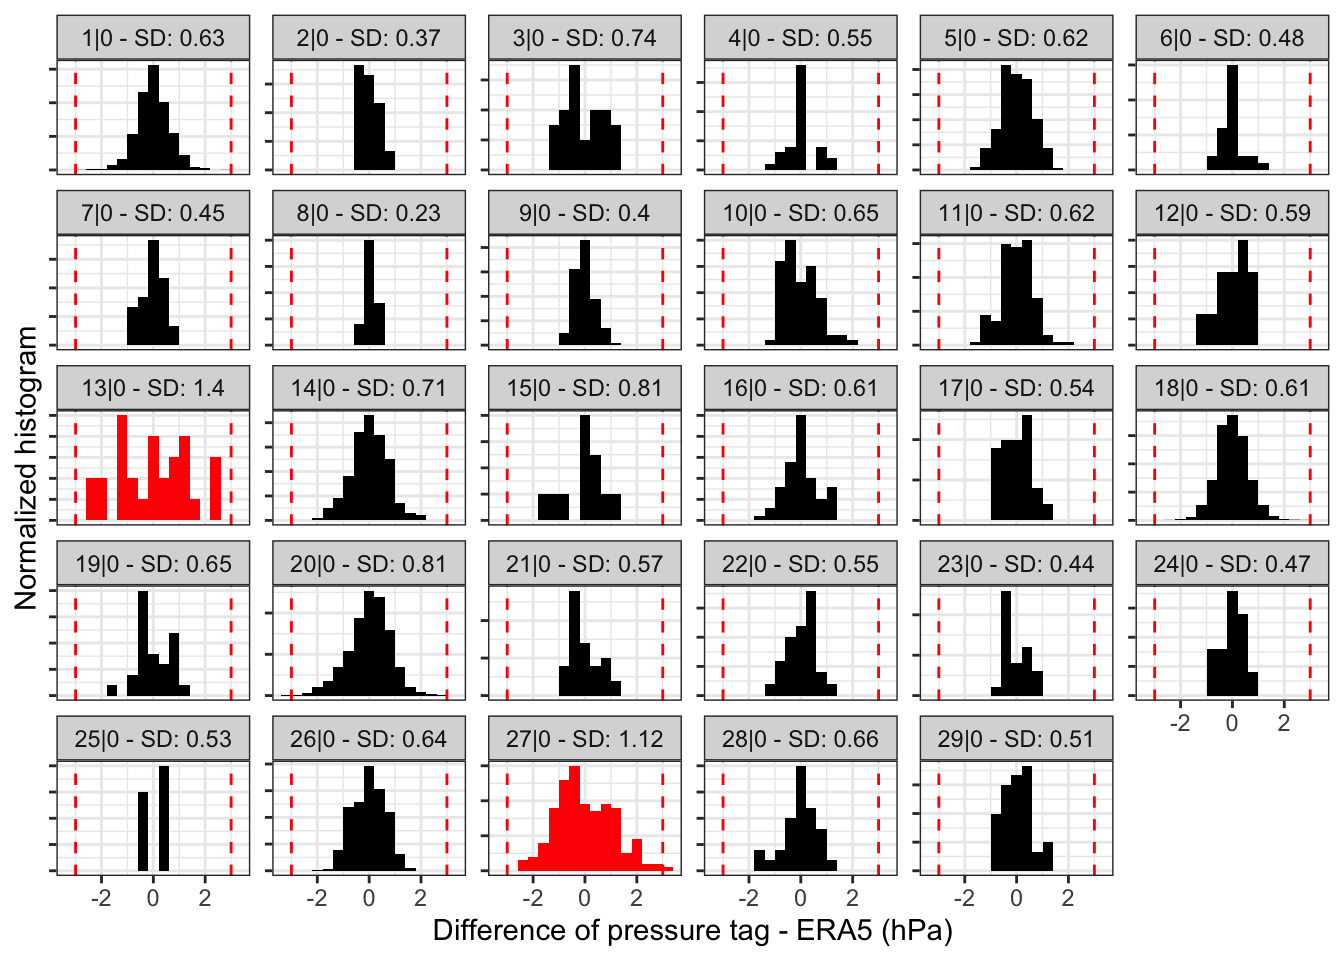 1|0 - SD: 0.63
2|0 - SD: 0.37
3|0 - SD: 0.74
4|0 - SD: 0.55
5|0 - SD: 0.62
6|0 - SD: 0.48
7|0 - SD: 0.45
8|0 - SD: 0.23
9|0 - SD: 0.4
10|0 - SD: 0.65
11|0 - SD: 0.62
12|0 - SD: 0.59
13|0 - SD: 1.4
14|0 - SD: 0.71
15|0 - SD: 0.81
16|0 - SD: 0.61
17|0 - SD: 0.54
18|0 - SD: 0.61
19|0 - SD: 0.65
20|0 - SD: 0.81
21|0 - SD: 0.57
22|0 - SD: 0.55
23|0 - SD: 0.44
24|0 - SD: 0.47
-2 0 2
25|0 - SD: 0.53
26|0 - SD: 0.64
27|0 - SD: 1.12
28|0 - SD: 0.66
29|0 - SD: 0.51
-2 0 2
-2 0 2
-2 0 2
-2 0 2
-2 0 2
Difference of pressure tag - ERA5 (hPa)
Normalized histogram